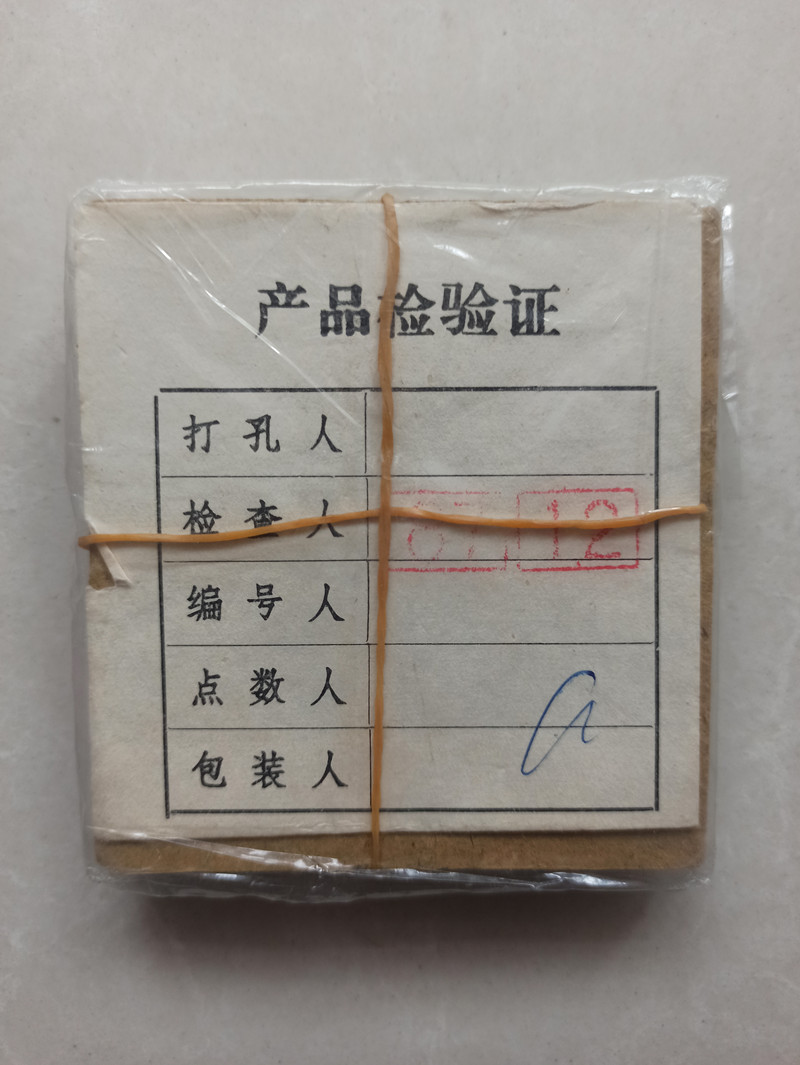 产品检验证
打孔人
检查人 12
编号人
点数人
包装人